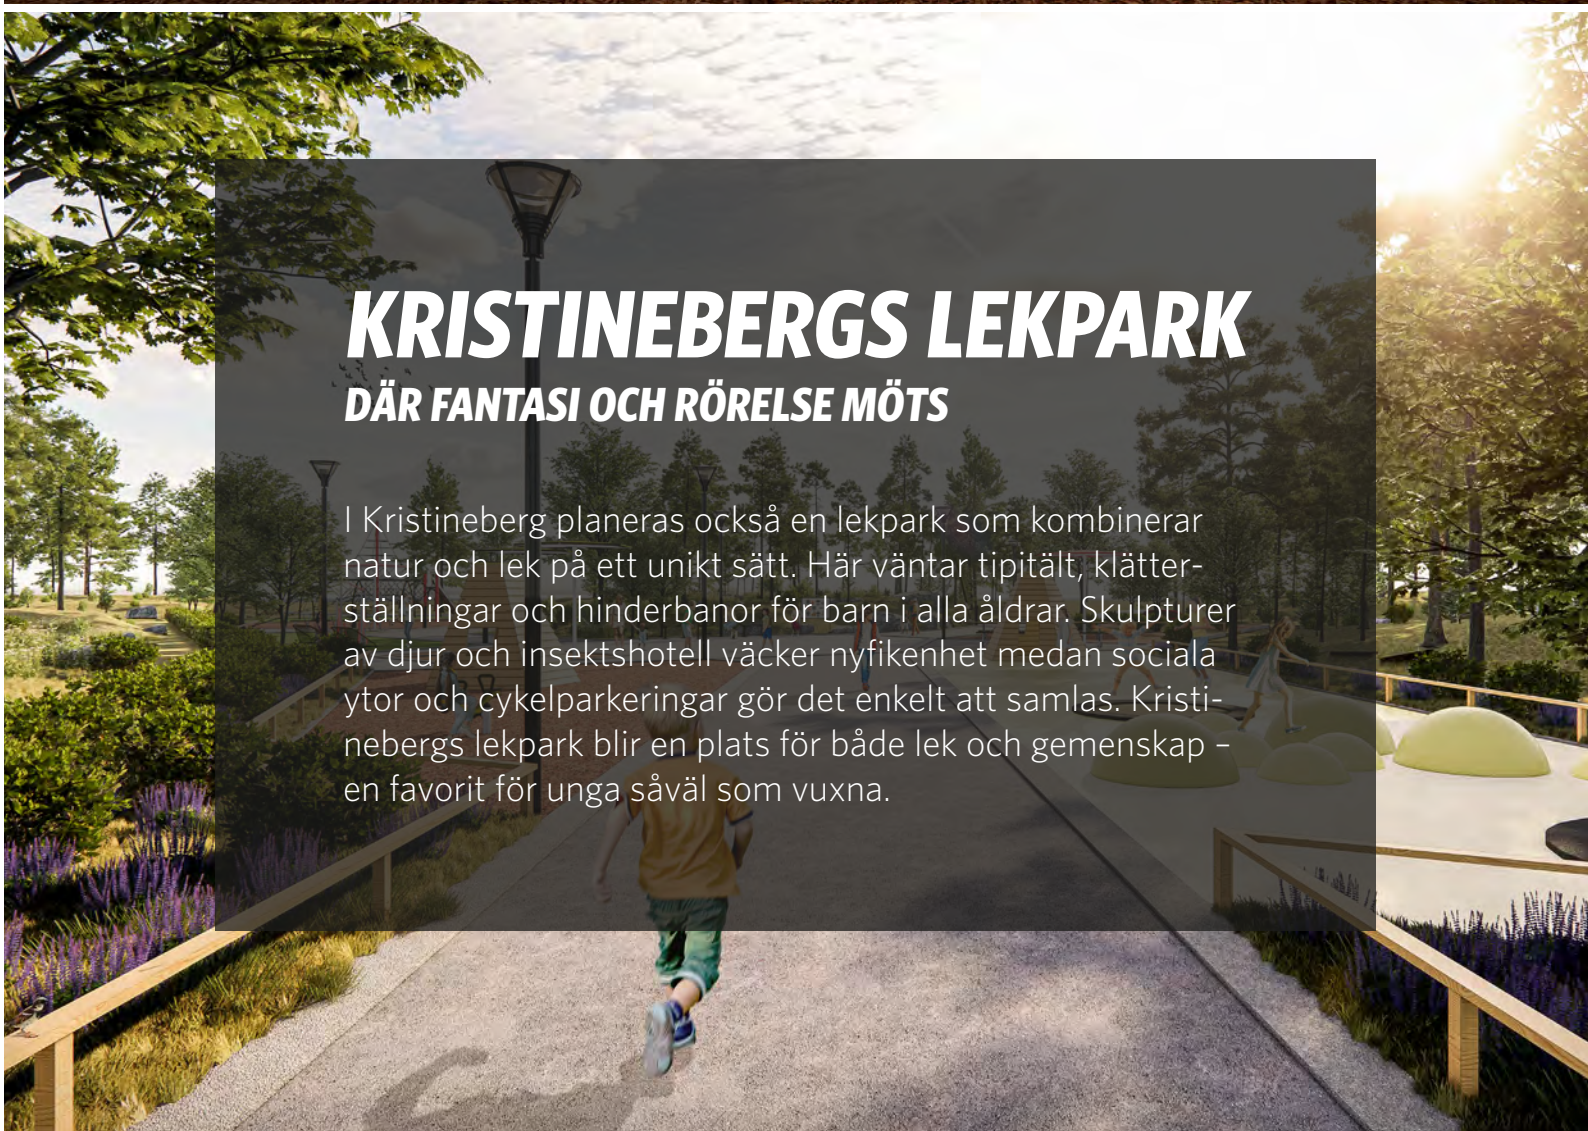 KRISTINEBERGS LEKPARK
DÄR FANTASI OCH RÖRELSE MÖTS
I Kristineberg planeras också en lekpark som kombinerar
natur och lek på ett unikt sätt. Här väntar tipitält, klätter-
ställningar och hinderbanor för barn i alla åldrar. Skulpturer
av djur och insektshotell väcker nyfikenhet medan sociala
ytor och cykelparkeringar gör det enkelt att samlas. Kristi-
nebergs lekpark blir en plats för både lek och gemenskap –
en favorit för unga såväl som vuxna.